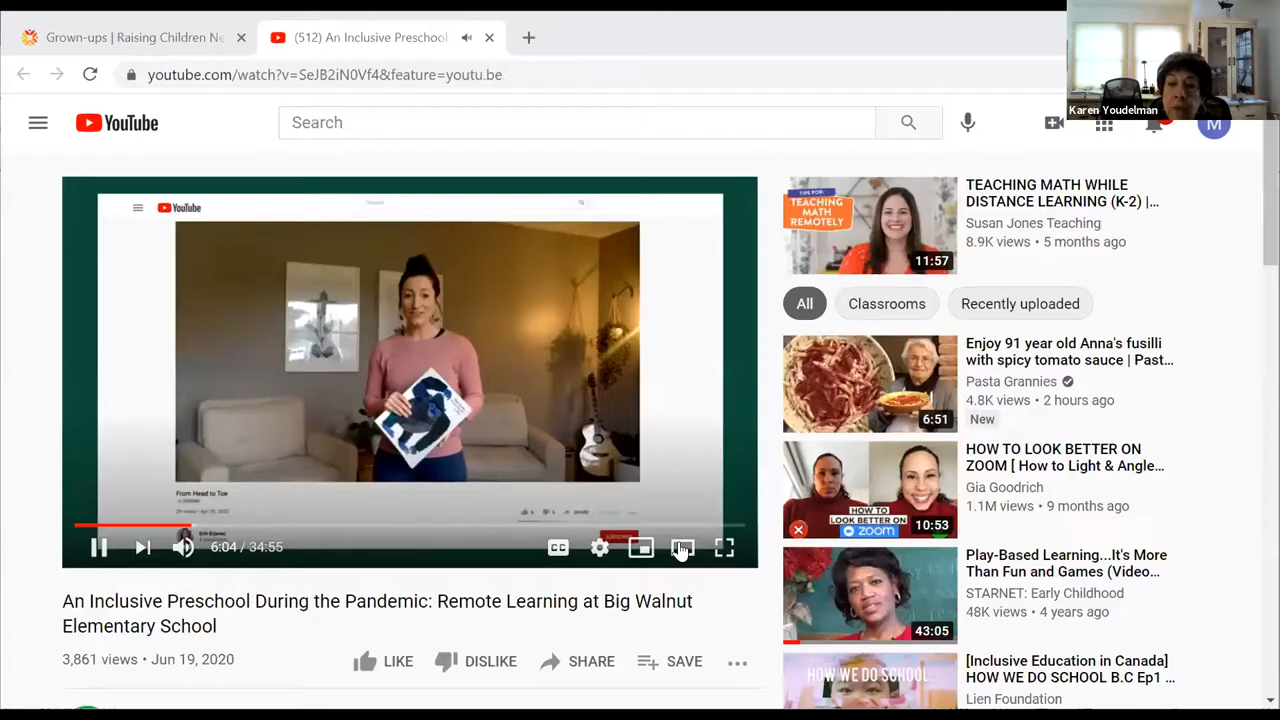 Grown-ups | Raising Children Ne
(512) An Inclusive Preschool
youtube.com/watch?v=SeJB2iN0Vf4&feature=youtu.be
Karen Youdelman
YouTube
Search
M
YouTube
From Head to Toe
6:04 / 34:55
CC
An Inclusive Preschool During the Pandemic: Remote Learning at Big Walnut
Elementary School
3,861 views • Jun 19, 2020
LIKE
DISLIKE
SHARE
SAVE
TIPS FOR:
TEACHING
MATH
REMOTELY
11:57
TEACHING MATH WHILE
DISTANCE LEARNING (K-2) |...
Susan Jones Teaching
8.9K views • 5 months ago
All
Classrooms
Recently uploaded
6:51
Enjoy 91 year old Anna's fusilli
with spicy tomato sauce | Past...
Pasta Grannies
4.8K views • 2 hours ago
New
HOW TO
LOOK BETTER
ON zoom
10:53
HOW TO LOOK BETTER ON
ZOOM [ How to Light & Angle...
Gia Goodrich
1.1M views • 9 months ago
43:05
Play-Based Learning...It's More
Than Fun and Games (Video...
STARNET: Early Childhood
48K views • 4 years ago
HOW WE DO SCHOOL
[Inclusive Education in Canada]
HOW WE DO SCHOOL B.C Ep1 ...
Lien Foundation